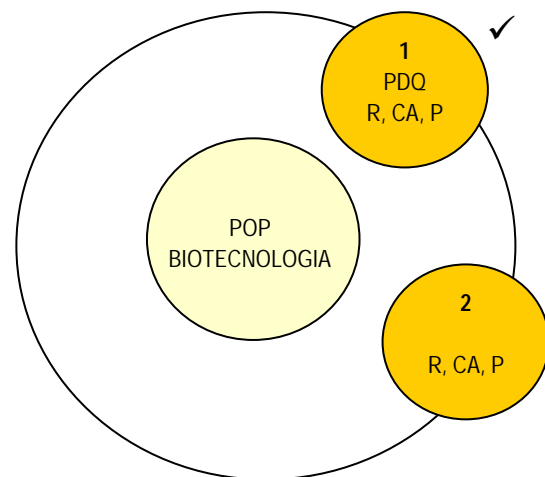 ✓
1
PDQ
R, CA, P
POP
BIOTECNOLOGIA
2
R, CA, P